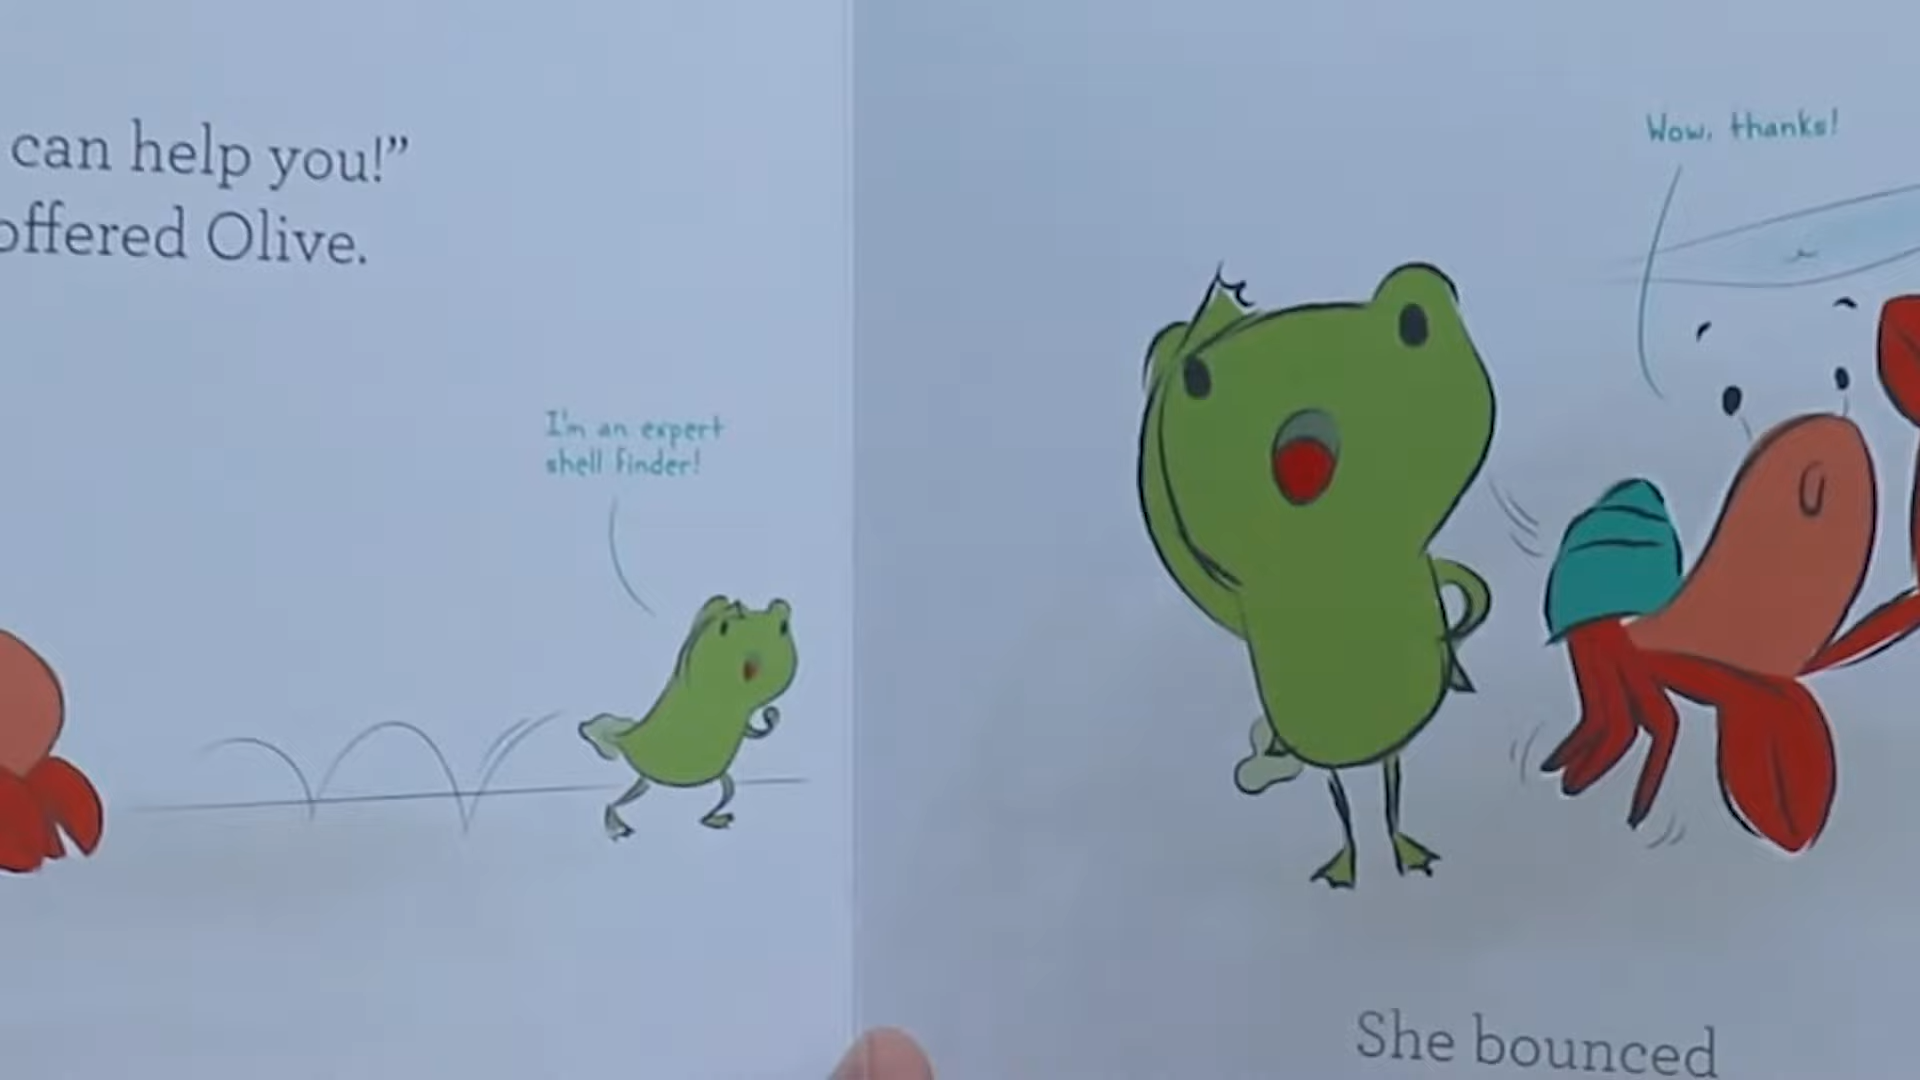 can help you!”
offered Olive.
I'm an expert
shell finder!
Wow, thanks!
She bounced